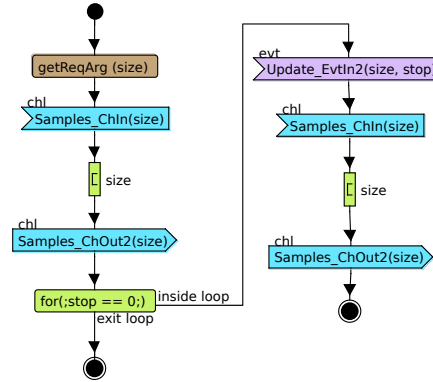 getReqArg (size)
chl
Samples_ChIn(size)
size
chl
Samples_ChOut2(size)
for(;stop == 0;)
inside loop
exit loop
evt
Update_EvtIn2(size, stop)
chl
Samples_ChIn(size)
size
chl
Samples_ChOut2(size)